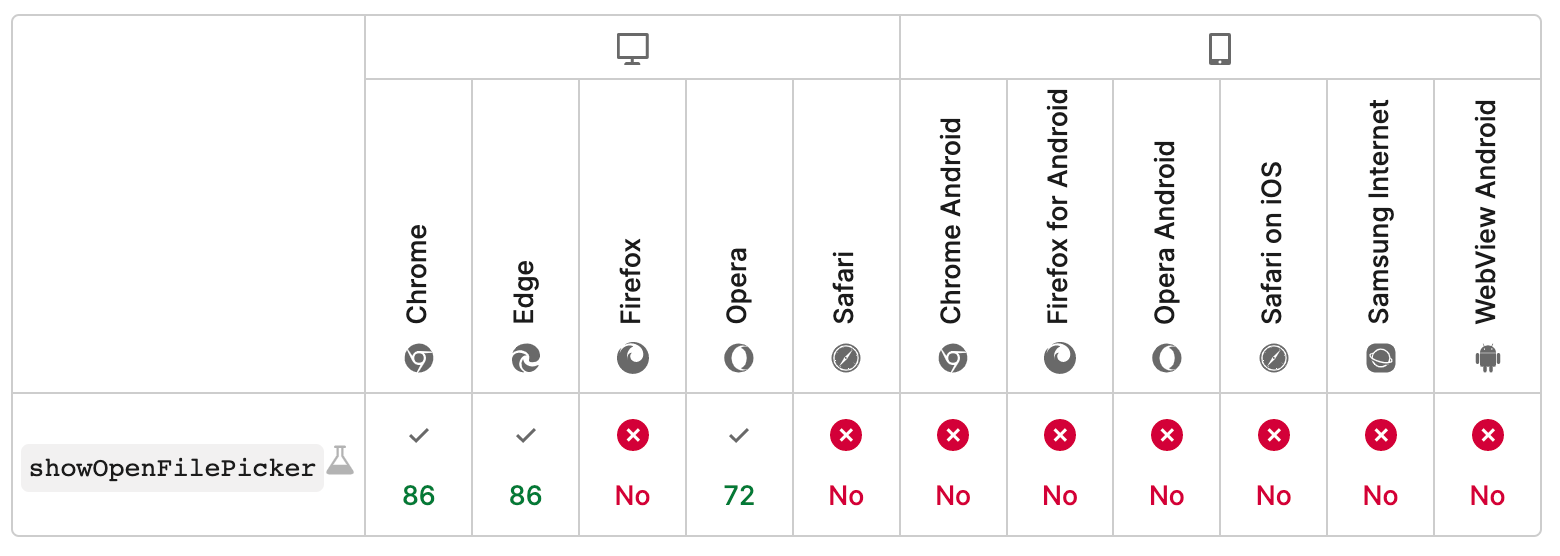 Chrome
Edge
Firefox
Opera
Safari
Chrome Android
Firefox for Android
Opera Android
Safari on iOS
Samsung Internet
WebView Android
showOpenFilePicker
86
86
No
72
No
No
No
No
No
No
No